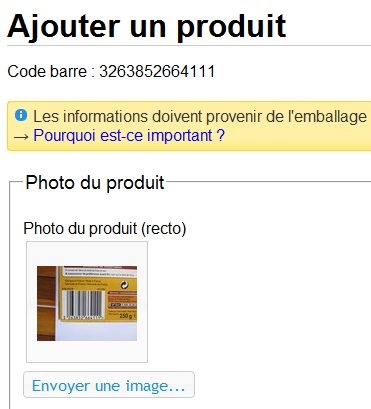 Ajouter un produit
Code barre : 3263852664111
Les informations doivent provenir de l'emballage
→ Pourquoi est-ce important ?
Photo du produit
Photo du produit (recto)
250 g
Envoyer une image...